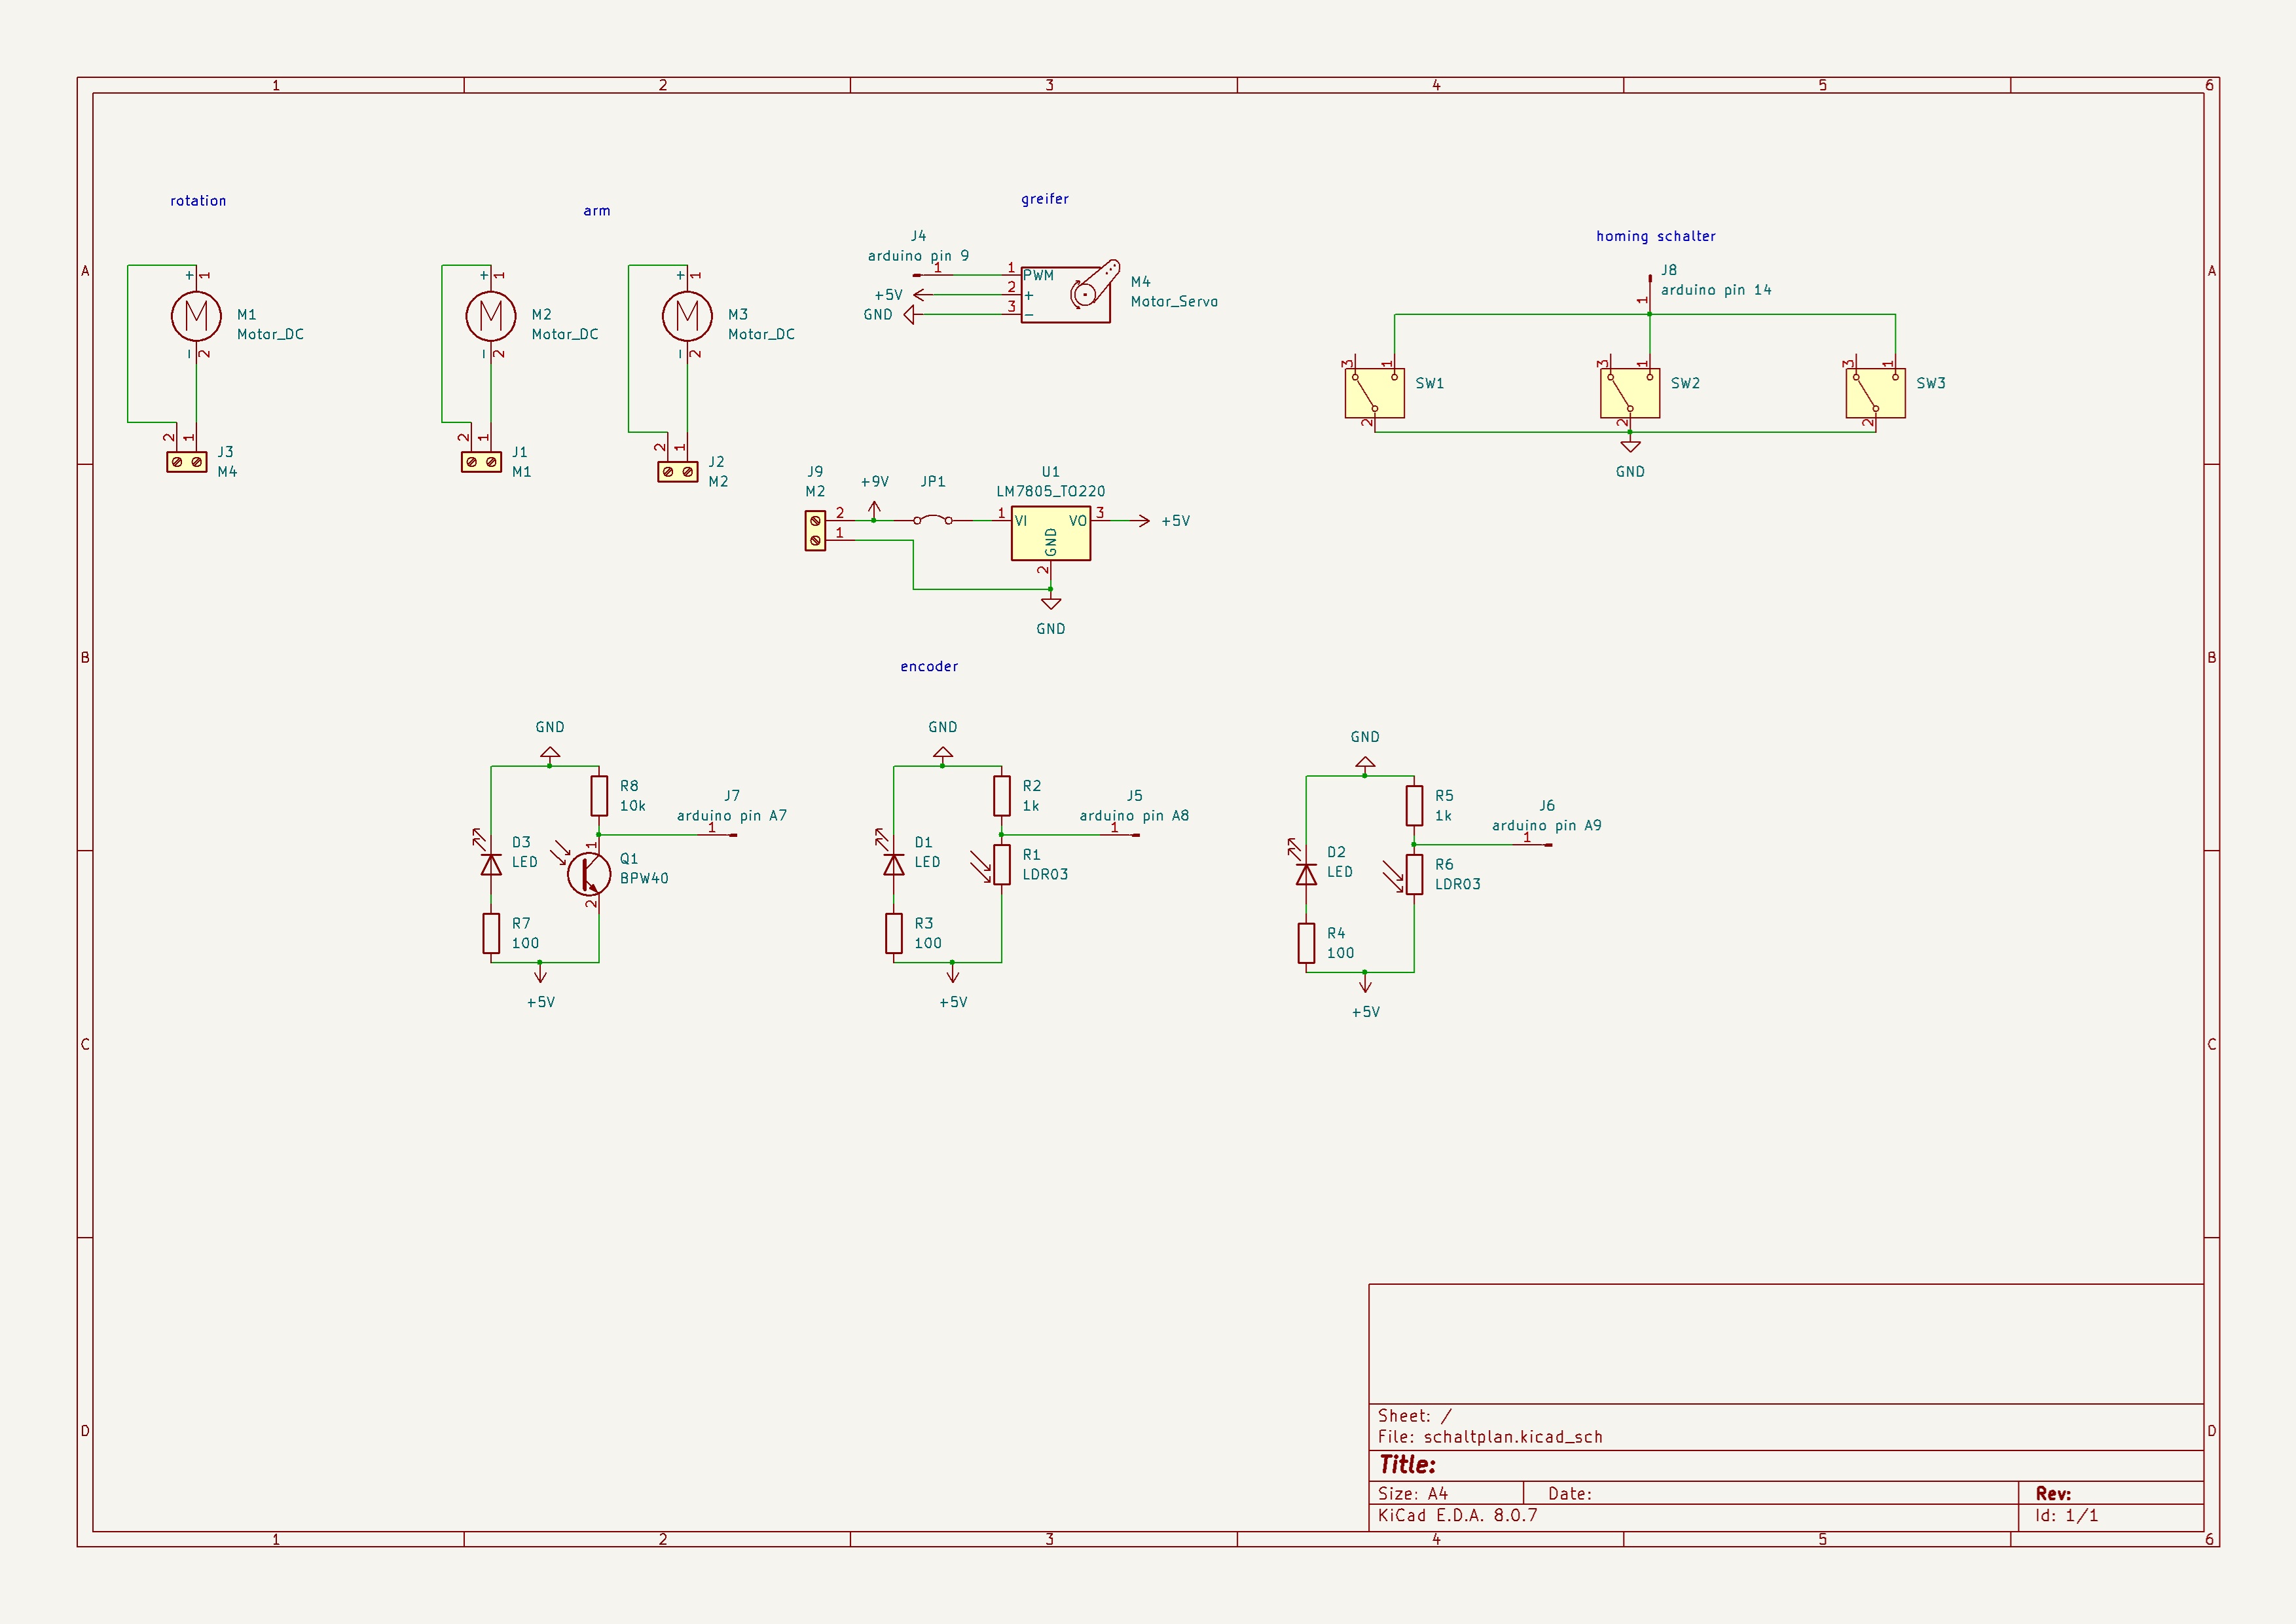 1 2 3 4 5 6
rotation
arm
greifer
homing schalter
A
A
+ 1
M1
Motor_DC
- 2
2 1
J3
M4
+ 1
M2
Motor_DC
- 2
2 1
J1
M1
+ 1
M3
Motor_DC
- 2
2 1
J2
M2
J4
arduino pin 9
1
1 PWM
+5V 2 +
GND 3 -
M4
Motor_Servo
J8
arduino pin 14
1
3 1
SW1
2
3 1
SW2
2
3 1
SW3
2
GND
J9
M2
2
1
+9V
JP1
U1
LM7805_TO220
1 VI VO 3
GND
2
+5V
GND
B
B
encoder
GND
R8
10k
J7
arduino pin A7
1
D3
LED
1
Q1
BPW40
2
R7
100
+5V
GND
R2
1k
J5
arduino pin A8
1
D1
LED
R1
LDR03
R3
100
+5V
GND
R5
1k
J6
arduino pin A9
1
D2
LED
R6
LDR03
R4
100
+5V
C
C
D
D
Sheet: /
File: schaltplan.kicad_sch
Title:
Size: A4 Date: Rev:
KiCad E.D.A. 8.0.7 Id: 1/1
1 2 3 4 5 6